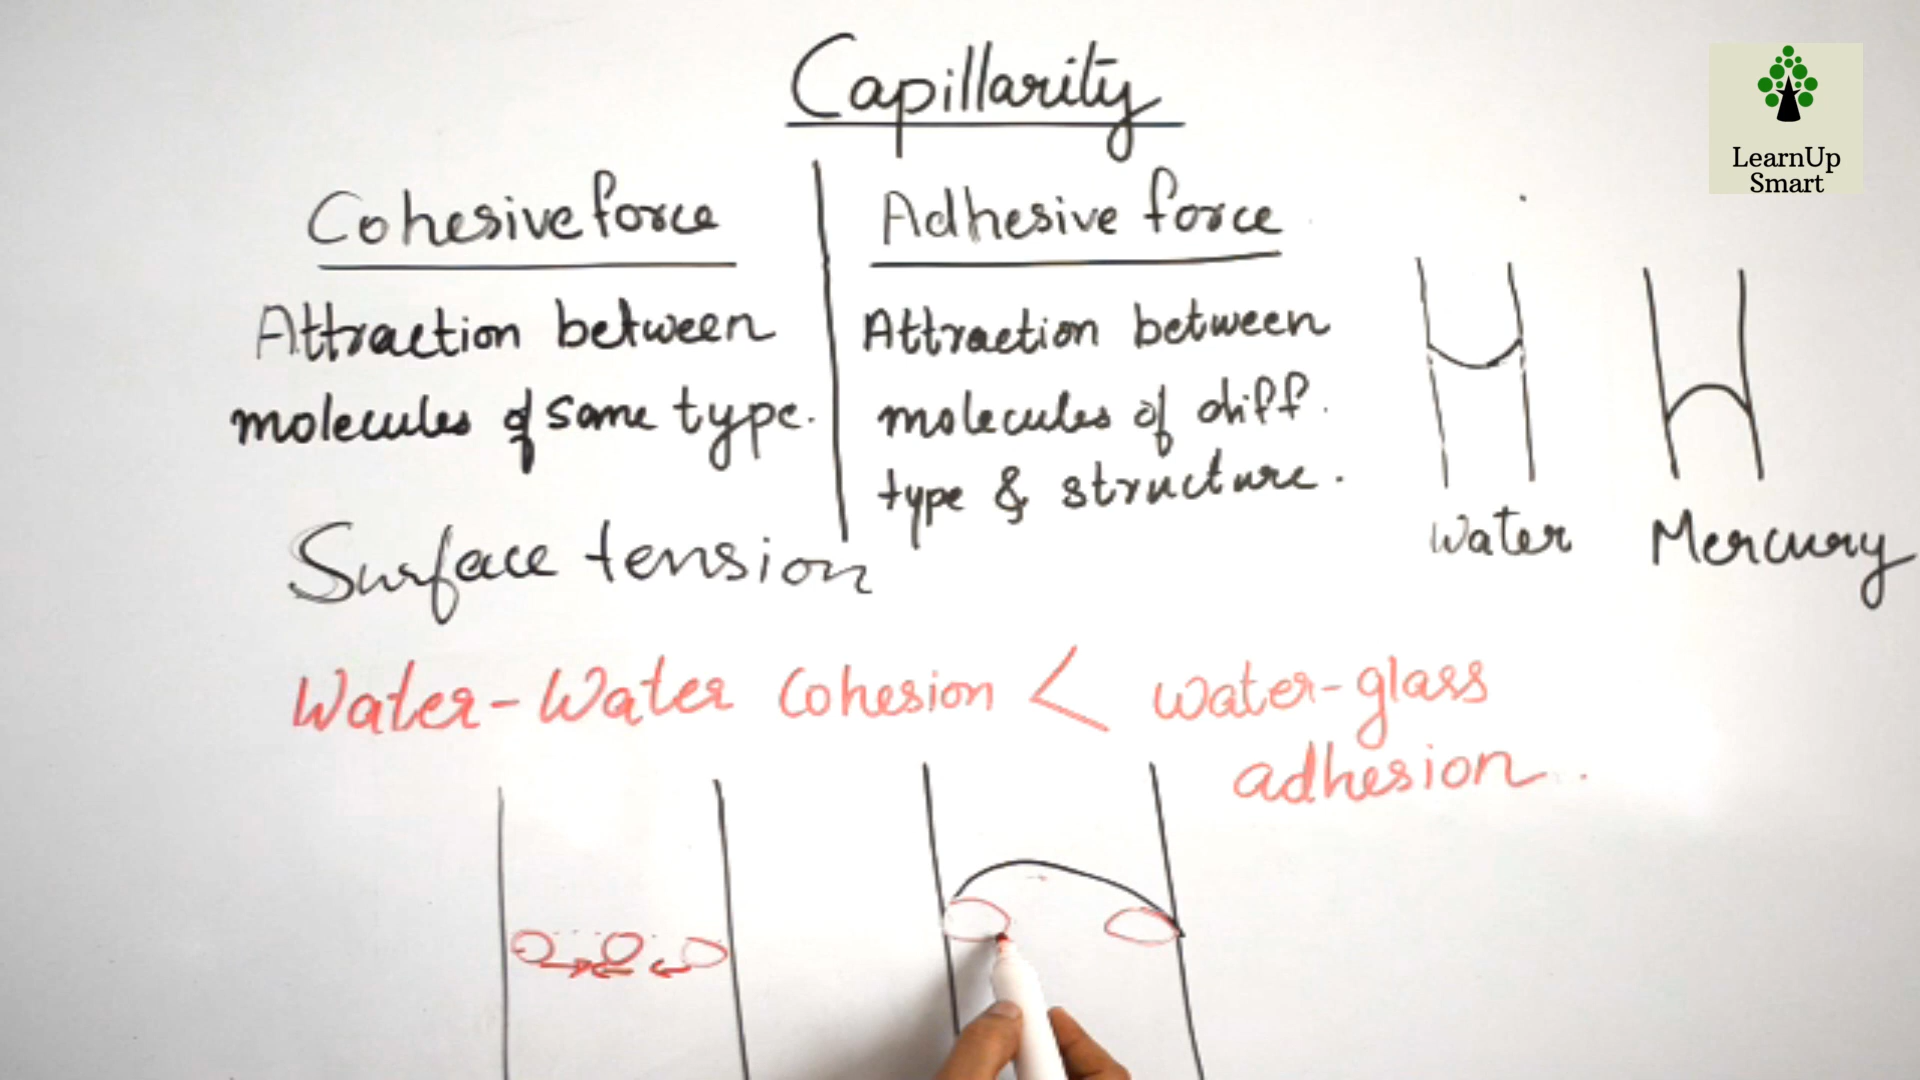 Capillarity
LearnUp
Smart
Cohesive force
Attraction between
molecules of same type.
Adhesive force
Attraction between
molecules of diff.
type & structure.
Water
Mercury
Surface tension
Water-Water Cohesion < water-glass
adhesion.